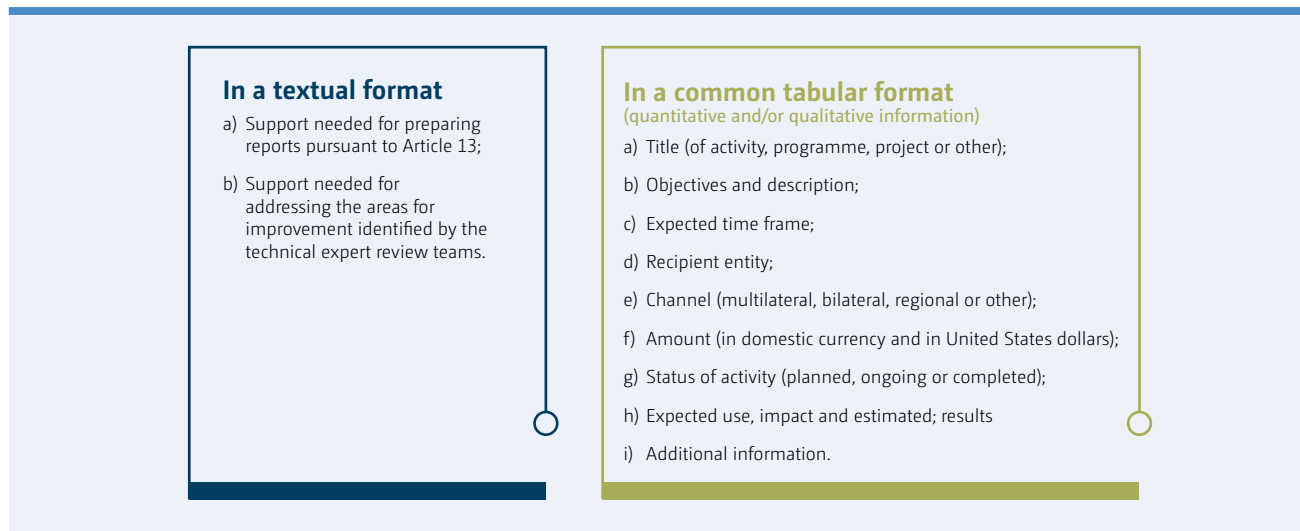 In a textual format
a) Support needed for preparing
reports pursuant to Article 13;
b) Support needed for
addressing the areas for
improvement identified by the
technical expert review teams.
In a common tabular format
(quantitative and/or qualitative information)
a) Title (of activity, programme, project or other);
b) Objectives and description;
c) Expected time frame;
d) Recipient entity;
e) Channel (multilateral, bilateral, regional or other);
f) Amount (in domestic currency and in United States dollars);
g) Status of activity (planned, ongoing or completed);
h) Expected use, impact and estimated; results
i) Additional information.